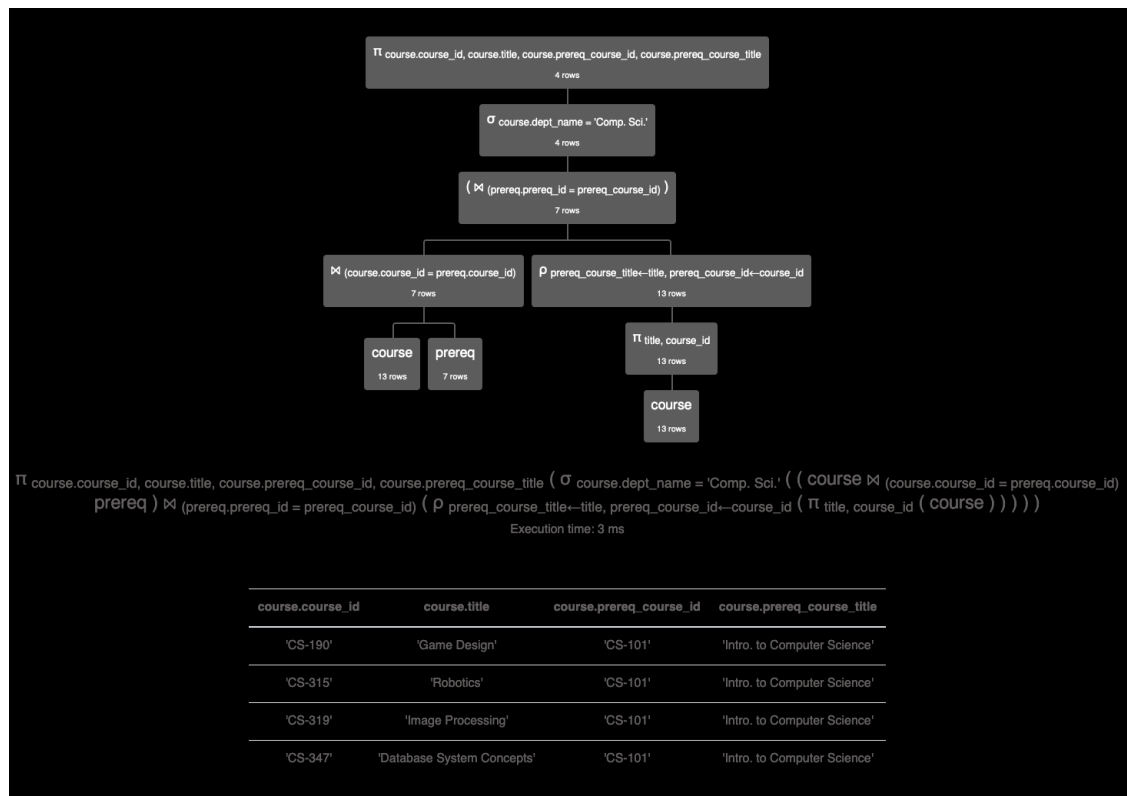 π course.course_id, course.title, course.prereq_course_id, course.prereq_course_title
4 rows
σ course.dept_name = 'Comp. Sci.'
4 rows
( ⋈ (prereq.prereq_id = prereq_course_id) )
7 rows
⋈ (course.course_id = prereq.course_id)
7 rows
ρ prereq_course_title←title, prereq_course_id←course_id
13 rows
course
13 rows
prereq
7 rows
π title, course_id
13 rows
course
13 rows
π course.course_id, course.title, course.prereq_course_id, course.prereq_course_title ( σ course.dept_name = 'Comp. Sci.' ( ( course ⋈ (course.course_id = prereq.course_id)
prereq ) ⋈ (prereq.prereq_id = prereq_course_id) ( ρ prereq_course_title←title, prereq_course_id←course_id ( π title, course_id ( course ) ) ) ) )
Execution time: 3 ms
course.course_id course.title course.prereq_course_id course.prereq_course_title
'CS-190' 'Game Design' 'CS-101' 'Intro. to Computer Science'
'CS-315' 'Robotics' 'CS-101' 'Intro. to Computer Science'
'CS-319' 'Image Processing' 'CS-101' 'Intro. to Computer Science'
'CS-347' 'Database System Concepts' 'CS-101' 'Intro. to Computer Science'